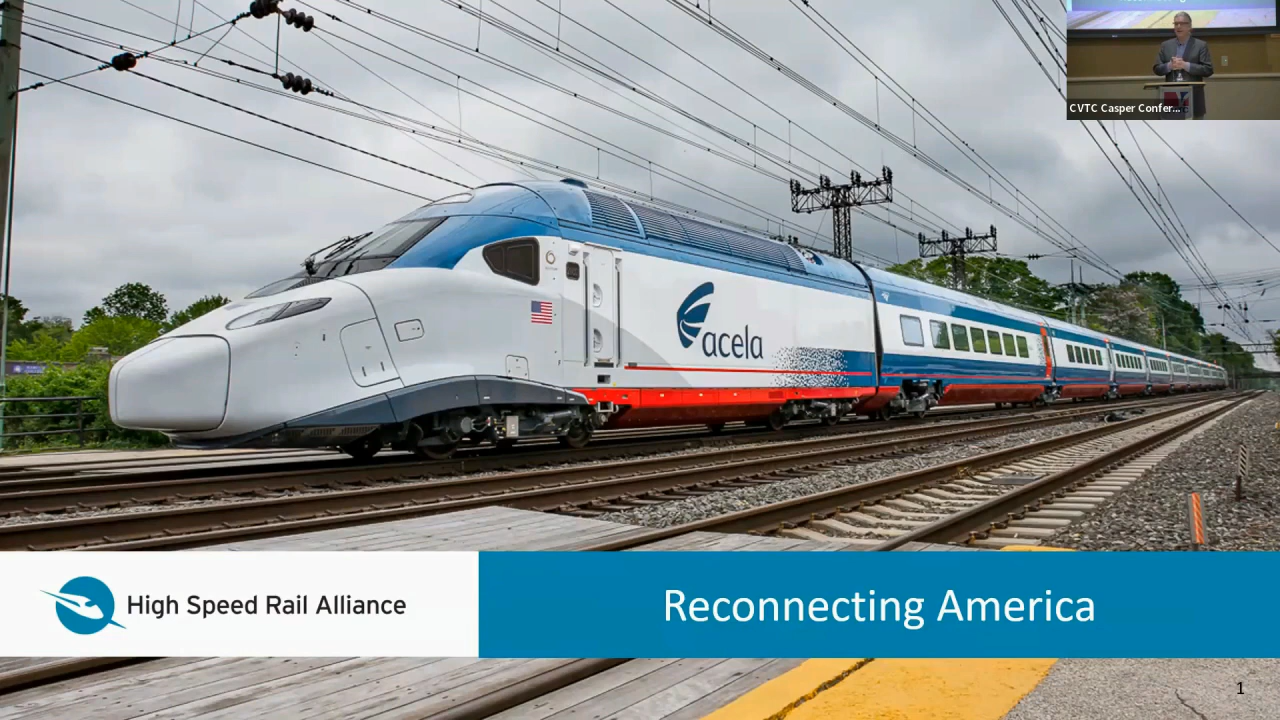 CVTC Casper Confer...
acela
High Speed Rail Alliance
Reconnecting America
1